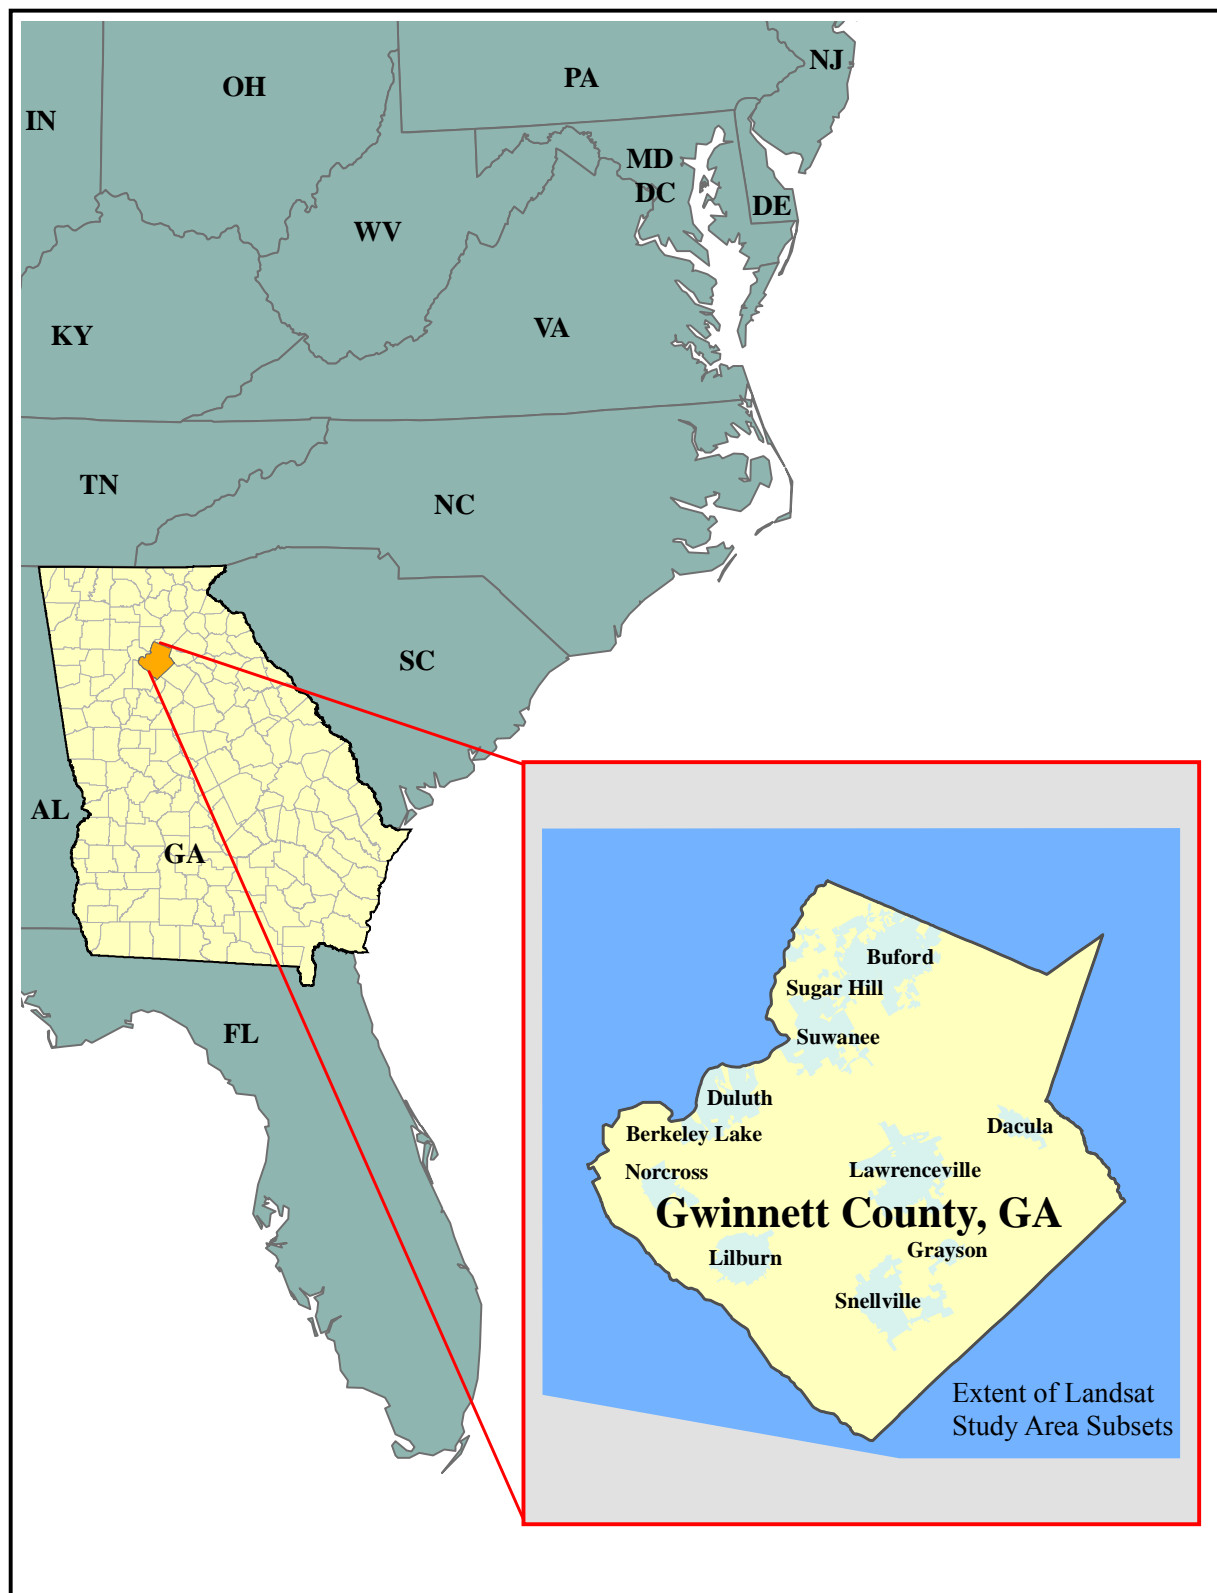 NJ
OH
PA
IN
MD
DC
DE
WV
VA
KY
TN
NC
SC
AL
GA
FL
Buford
Sugar Hill
Suwanee
Duluth
Berkeley Lake
Dacula
Norcross
Lawrenceville
Gwinnett County, GA
Grayson
Lilburn
Snellville
Extent of Landsat
Study Area Subsets